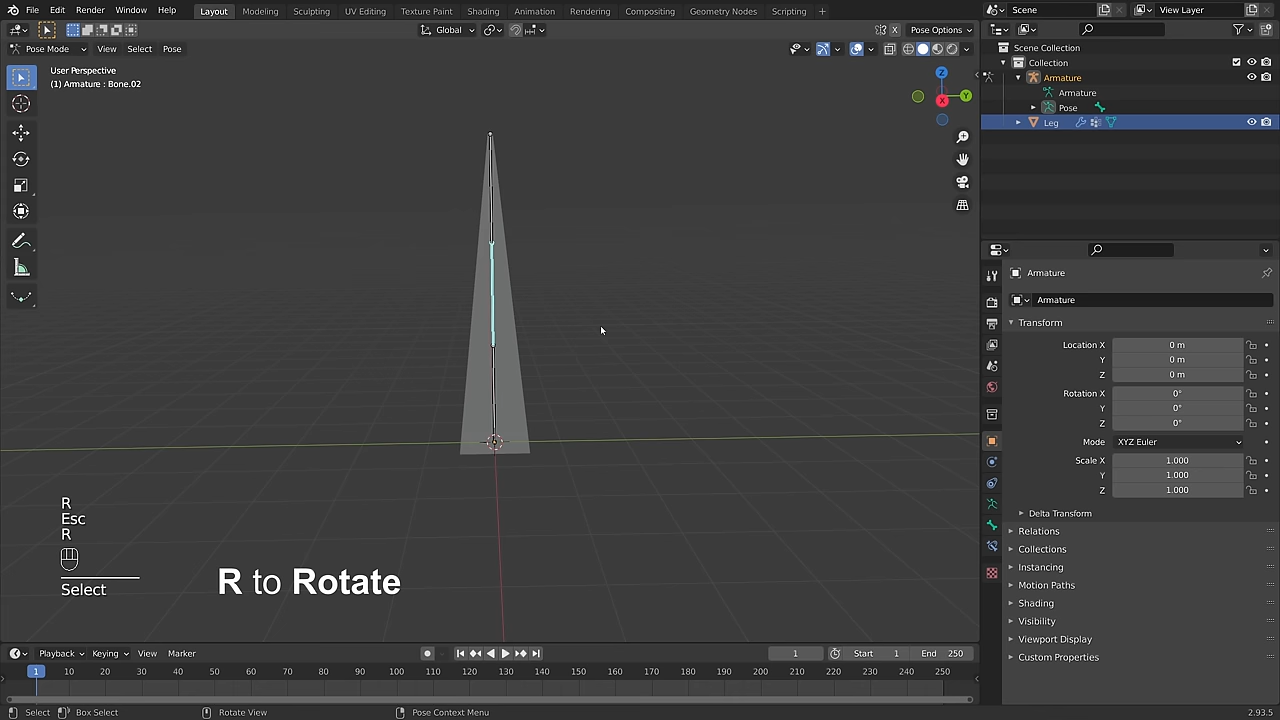 File Edit Render Window Help
Layout Modeling Sculpting UV Editing Texture Paint Shading Animation Rendering Compositing Geometry Nodes Scripting +
Scene
View Layer
Global
X
Pose Options
Pose Mode View Select Pose
User Perspective
(1) Armature : Bone.02
Z
Y
X
R
Esc
R
Select
R to Rotate
Scene Collection
Collection
Armature
Armature
Pose
Leg
Armature
Armature
Transform
Location X 0 m
Y 0 m
Z 0 m
Rotation X 0°
Y 0°
Z 0°
Mode XYZ Euler
Scale X 1.000
Y 1.000
Z 1.000
Delta Transform
Relations
Collections
Instancing
Motion Paths
Shading
Visibility
Viewport Display
Custom Properties
Playback Keying View Marker
1 Start 1 End 250
1 10 20 30 40 50 60 70 80 90 100 110 120 130 140 150 160 170 180 190 200 210 220 230 240 250
Select Box Select Rotate View Pose Context Menu 2.93.5